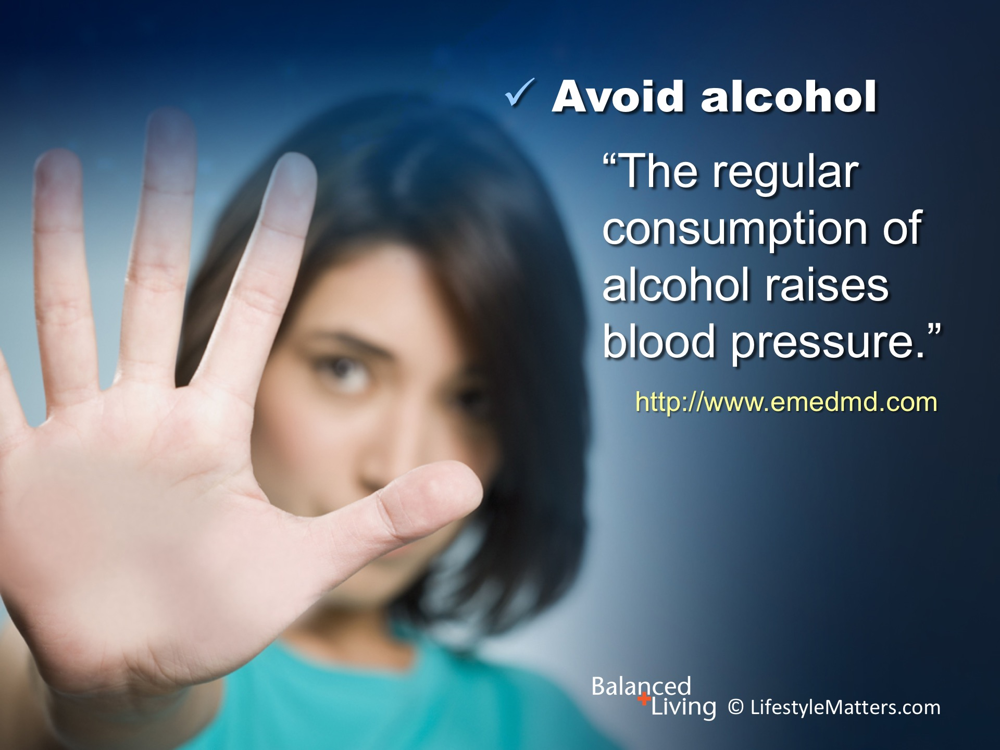 ✓ Avoid alcohol
“The regular
consumption of
alcohol raises
blood pressure.”
http://www.emedmd.com
Balanced
+Living © LifestyleMatters.com